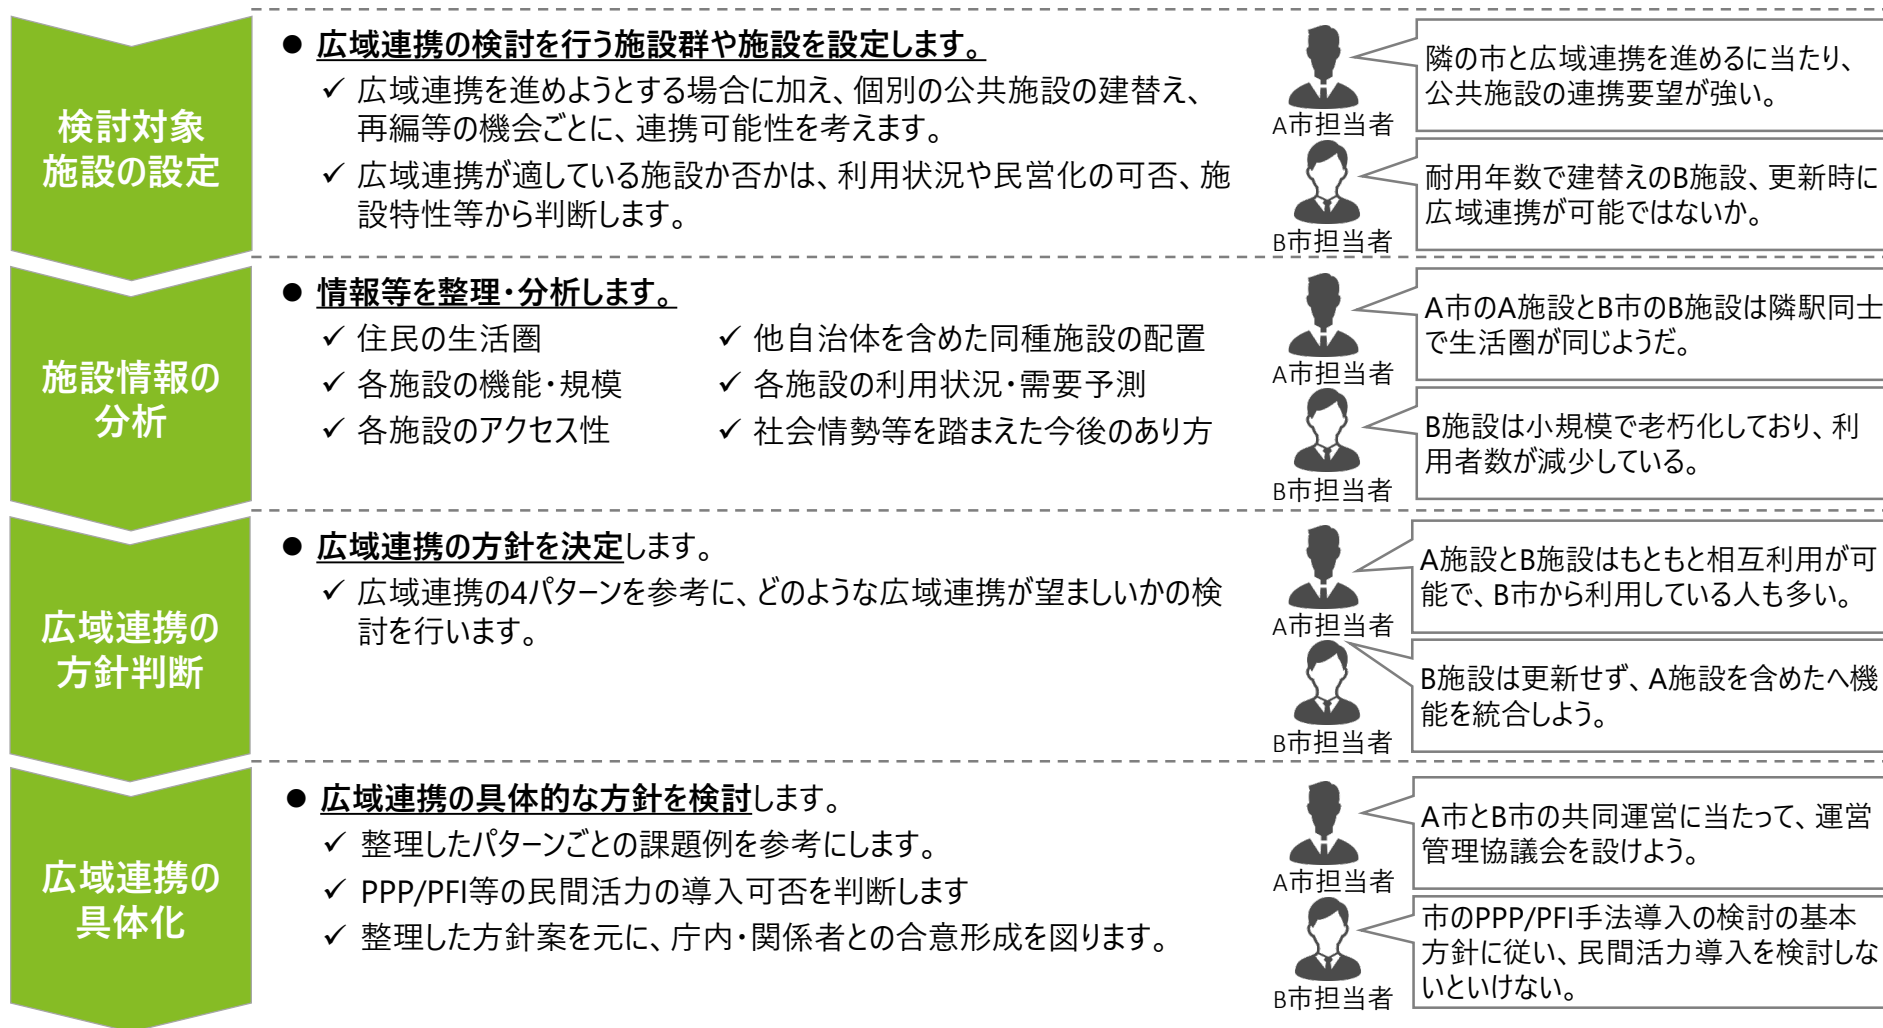 検討対象
施設の設定
● 広域連携の検討を行う施設群や施設を設定します。
✓ 広域連携を進めようとする場合に加え、個別の公共施設の建替え、
再編等の機会ごとに、連携可能性を考えます。
✓ 広域連携が適している施設か否かは、利用状況や民営化の可否、施
設特性等から判断します。
A市担当者
隣の市と広域連携を進めるに当たり、
公共施設の連携要望が強い。
B市担当者
耐用年数で建替えのB施設、更新時に
広域連携が可能ではないか。
施設情報の
分析
● 情報等を整理・分析します。
✓ 住民の生活圏
✓ 他自治体を含めた同種施設の配置
✓ 各施設の機能・規模
✓ 各施設の利用状況・需要予測
✓ 各施設のアクセス性
✓ 社会情勢等を踏まえた今後のあり方
A市担当者
A市のA施設とB市のB施設は隣駅同士
で生活圏が同じようだ。
B市担当者
B施設は小規模で老朽化しており、利
用者数が減少している。
広域連携の
方針判断
● 広域連携の方針を決定します。
✓ 広域連携の4パターンを参考に、どのような広域連携が望ましいかの検
討を行います。
A市担当者
A施設とB施設はもともと相互利用が可
能で、B市から利用している人も多い。
B市担当者
B施設は更新せず、A施設を含めたへ機
能を統合しよう。
広域連携の
具体化
● 広域連携の具体的な方針を検討します。
✓ 整理したパターンごとの課題例を参考にします。
✓ PPP/PFI等の民間活力の導入可否を判断します
✓ 整理した方針案を元に、庁内・関係者との合意形成を図ります。
A市担当者
A市とB市の共同運営に当たって、運営
管理協議会を設けよう。
B市担当者
市のPPP/PFI手法導入の検討の基本
方針に従い、民間活力導入を検討しな
いといけない。